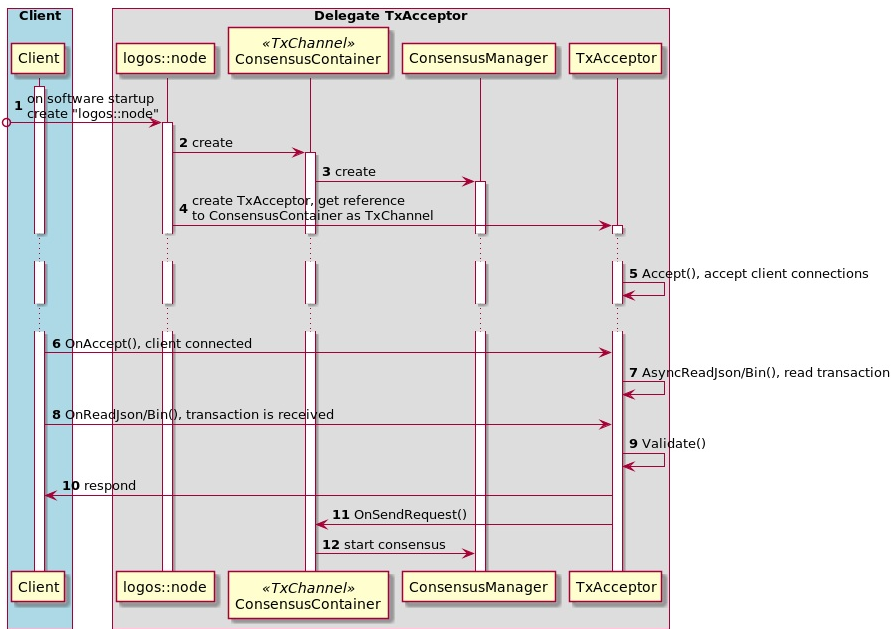 Client
Delegate TxAcceptor
Client
logos::node
«TxChannel»
ConsensusContainer
ConsensusManager
TxAcceptor
1 on software startup
create "logos::node"
2 create
3 create
4 create TxAcceptor, get reference
to ConsensusContainer as TxChannel
5 Accept(), accept client connections
6 OnAccept(), client connected
7 AsyncReadJson/Bin(), read transaction
8 OnReadJson/Bin(), transaction is received
9 Validate()
10 respond
11 OnSendRequest()
12 start consensus
Client
logos::node
«TxChannel»
ConsensusContainer
ConsensusManager
TxAcceptor